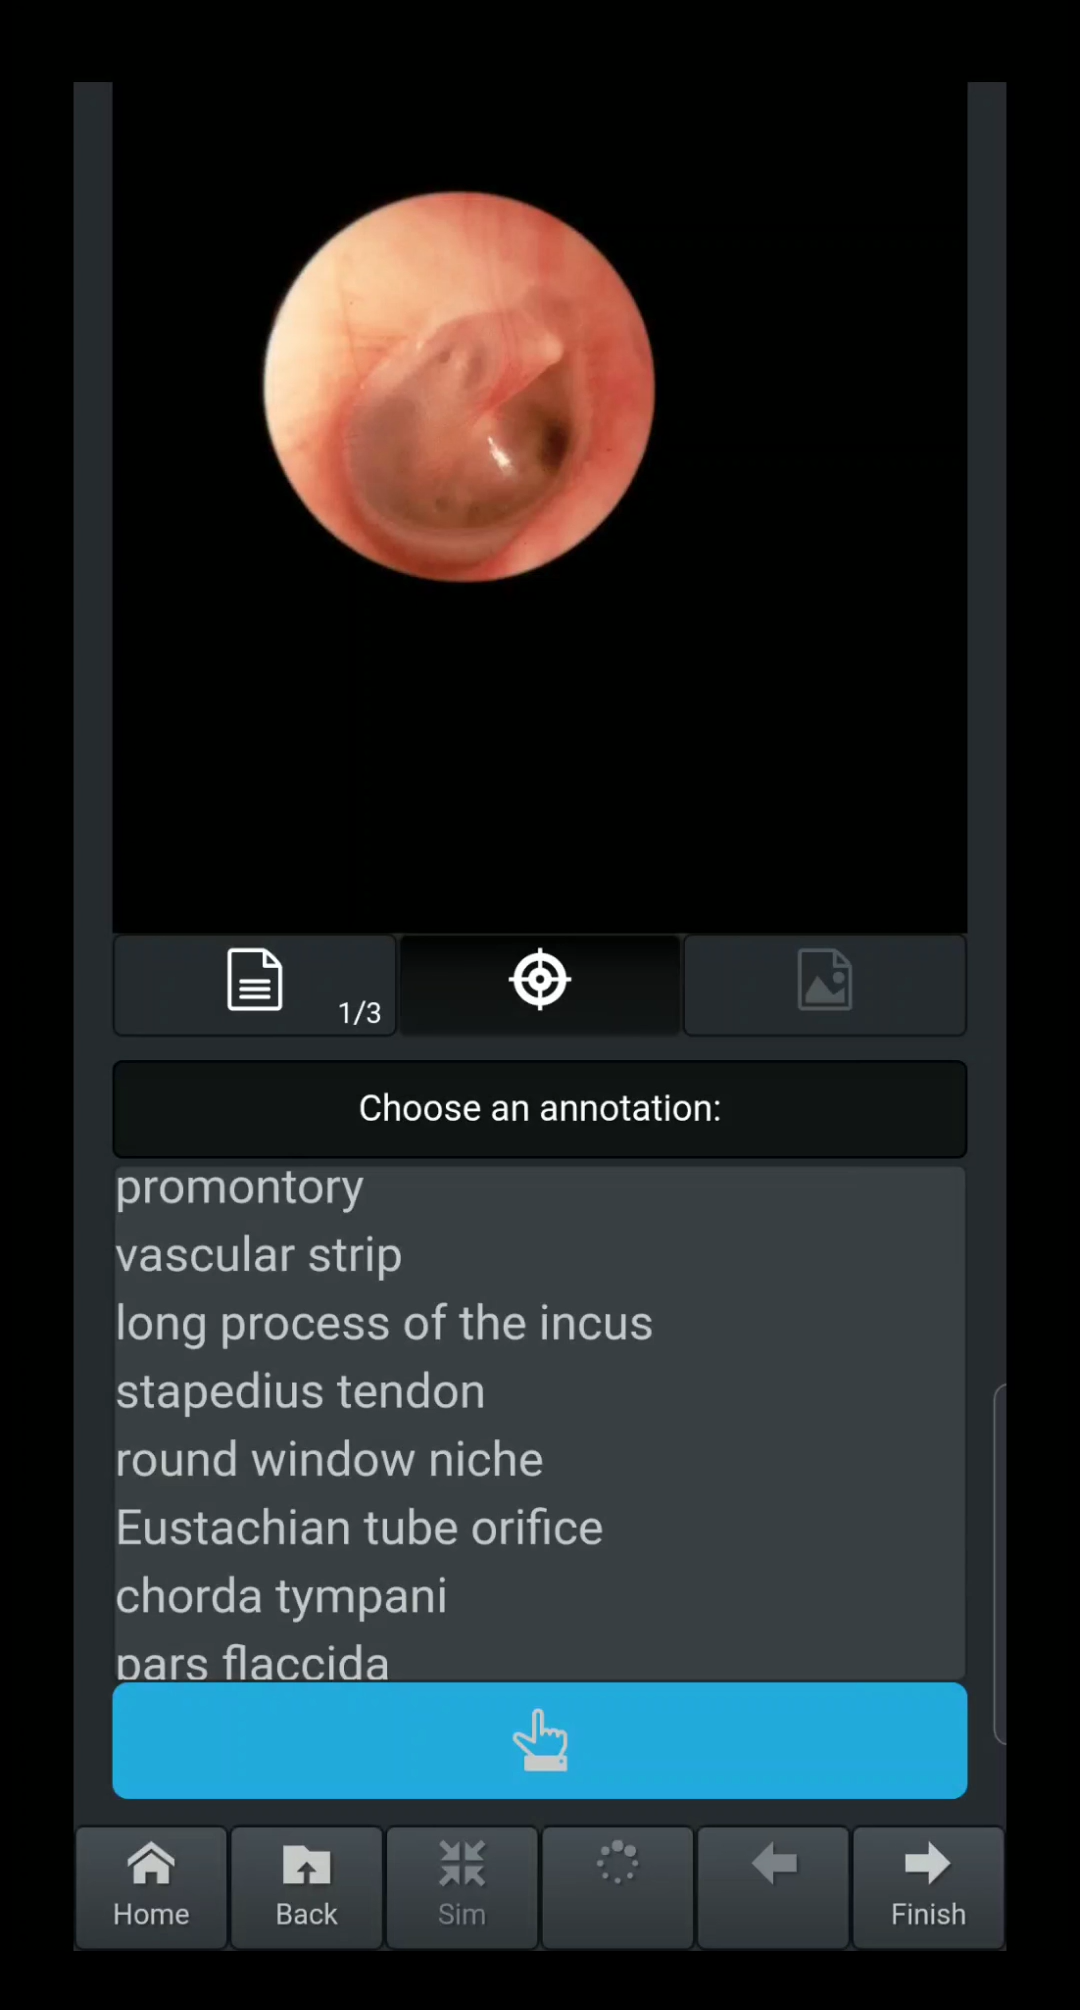 1/3
Choose an annotation:
promontory
vascular strip
long process of the incus
stapedius tendon
round window niche
Eustachian tube orifice
chorda tympani
pars flaccida
Home
Back
Sim
Finish